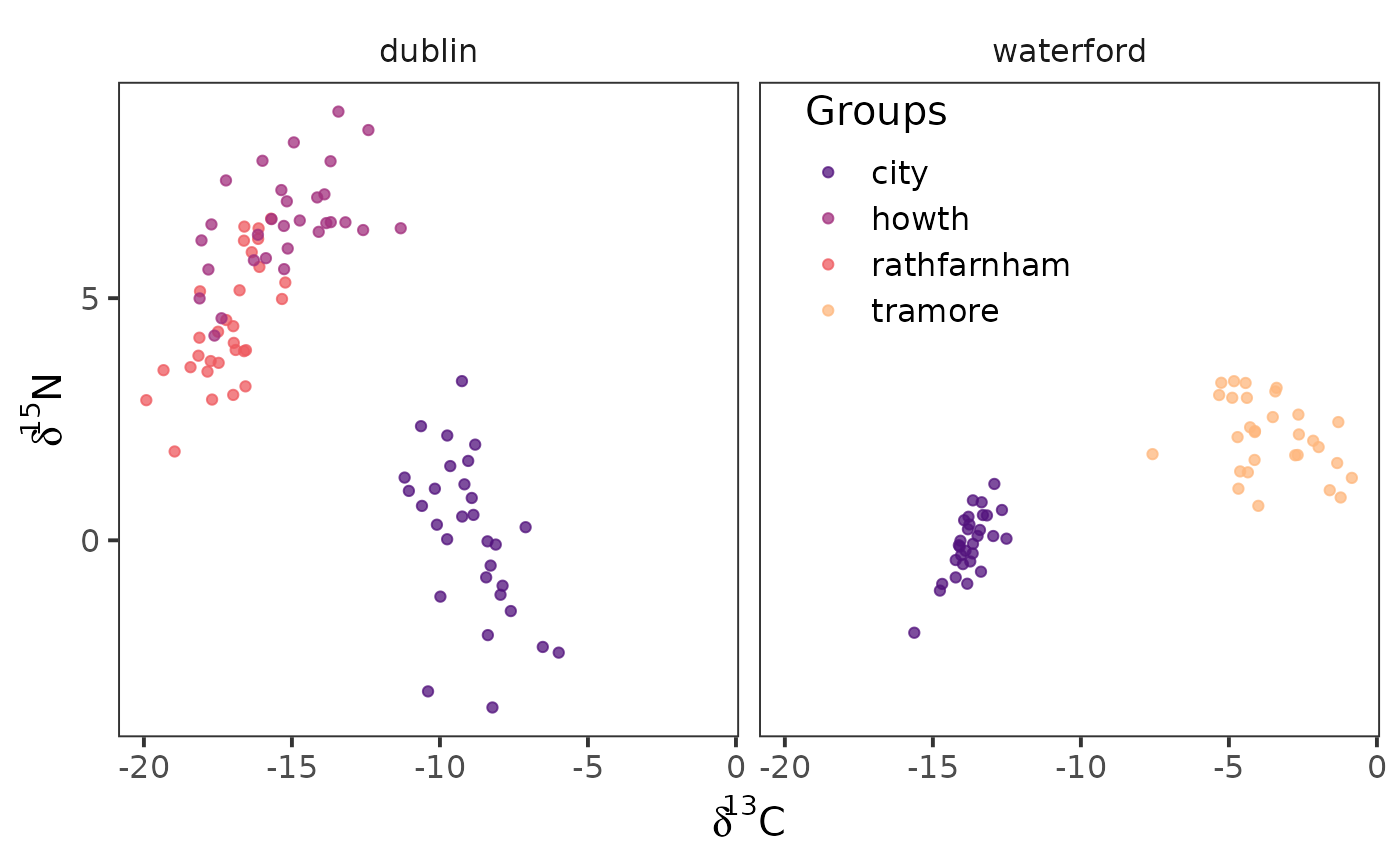 dublin
waterford
Groups
city
howth
rathfarnham
tramore
5
0
δ¹⁵N
-20 -15 -10 -5 0
-20 -15 -10 -5 0
δ¹³C